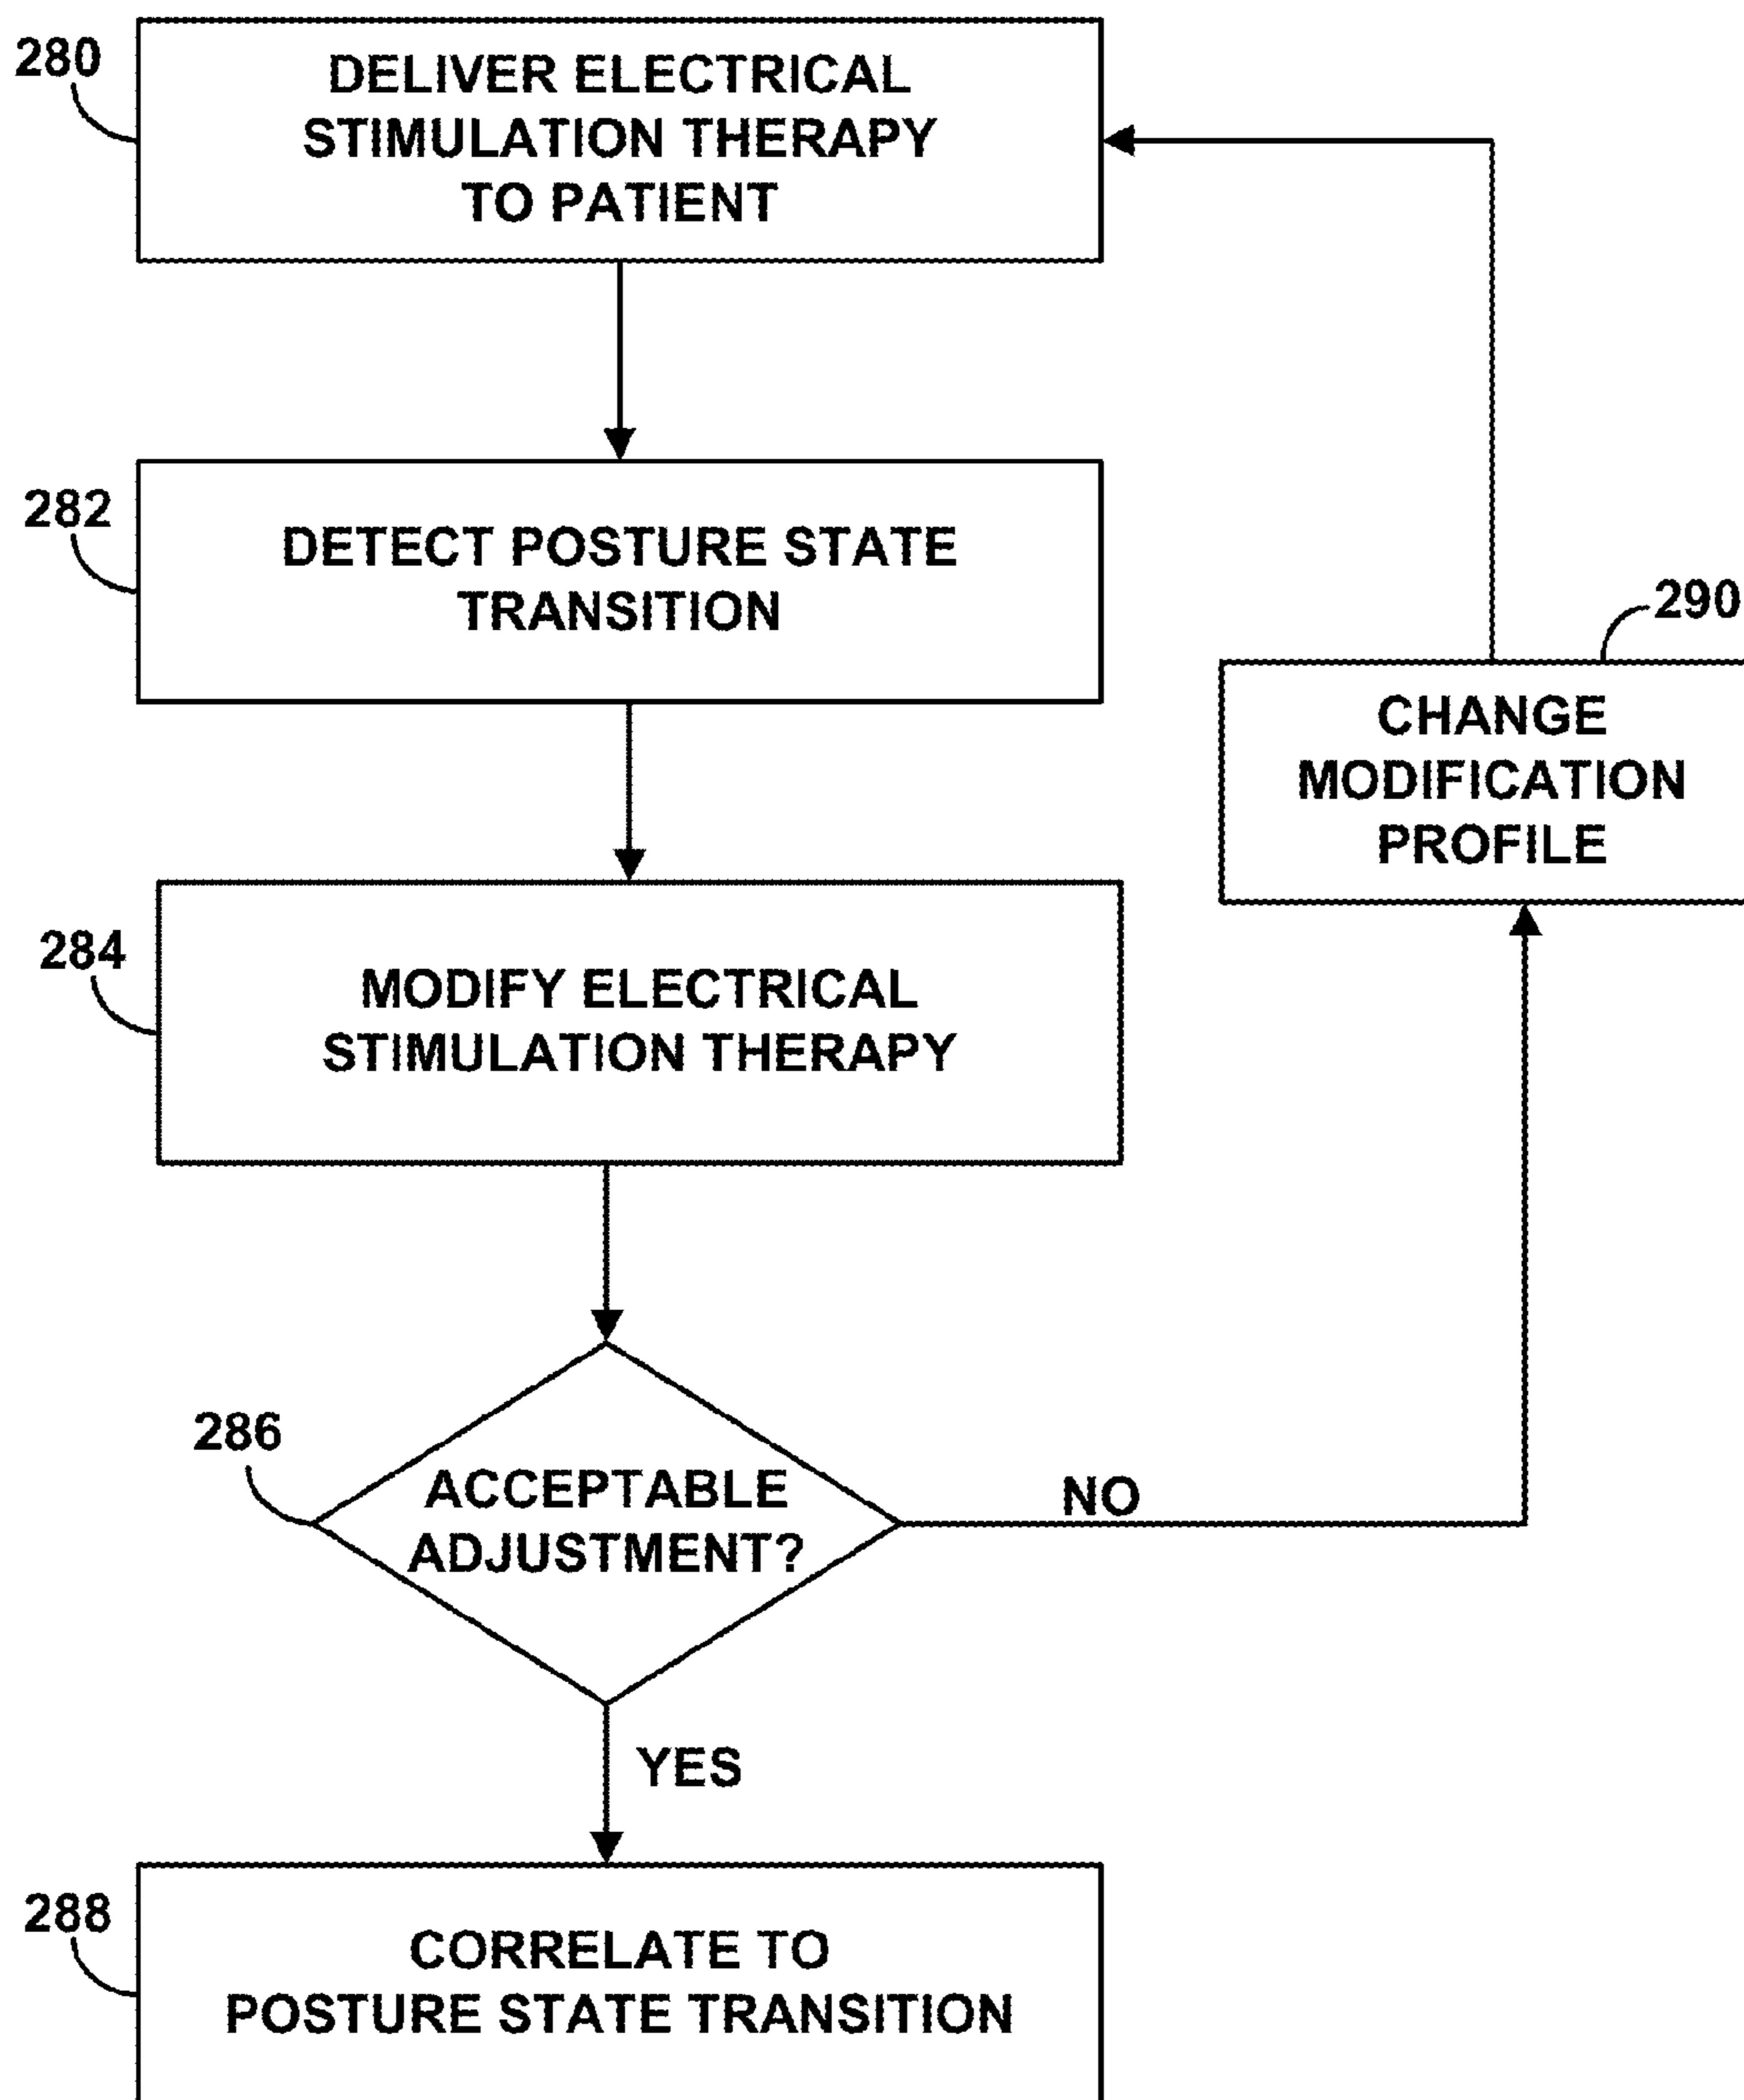 280
DELIVER ELECTRICAL
STIMULATION THERAPY
TO PATIENT
282
DETECT POSTURE STATE
TRANSITION
290
CHANGE
MODIFICATION
PROFILE
284
MODIFY ELECTRICAL
STIMULATION THERAPY
286
ACCEPTABLE
ADJUSTMENT?
NO
YES
288
CORRELATE TO
POSTURE STATE TRANSITION